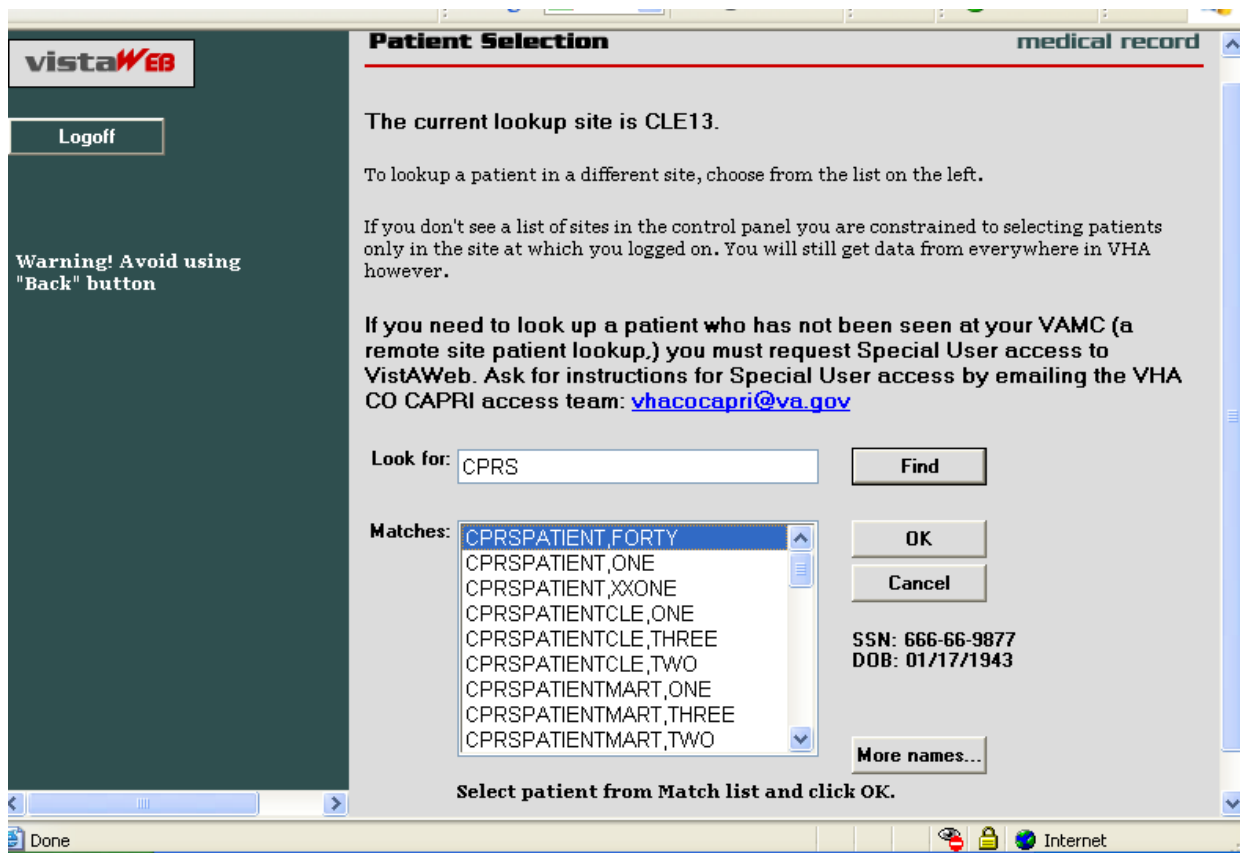 Patient Selection
medical record
vistaWEB
Logoff
Warning! Avoid using
"Back" button
The current lookup site is CLE13.
To lookup a patient in a different site, choose from the list on the left.
If you don't see a list of sites in the control panel you are constrained to selecting patients
only in the site at which you logged on. You will still get data from everywhere in VHA
however.
If you need to look up a patient who has not been seen at your VAMC (a
remote site patient lookup,) you must request Special User access to
VistAWeb. Ask for instructions for Special User access by emailing the VHA
CO CAPRI access team: vhacocapri@va.gov
Look for: CPRS
Find
Matches:
CPRSPATIENT,FORTY
CPRSPATIENT,ONE
CPRSPATIENT,XXONE
CPRSPATIENTCLE,ONE
CPRSPATIENTCLE,THREE
CPRSPATIENTCLE,TWO
CPRSPATIENTMART,ONE
CPRSPATIENTMART,THREE
CPRSPATIENTMART,TWO
OK
Cancel
SSN: 666-66-9877
DOB: 01/17/1943
More names...
Select patient from Match list and click OK.
Done
Internet